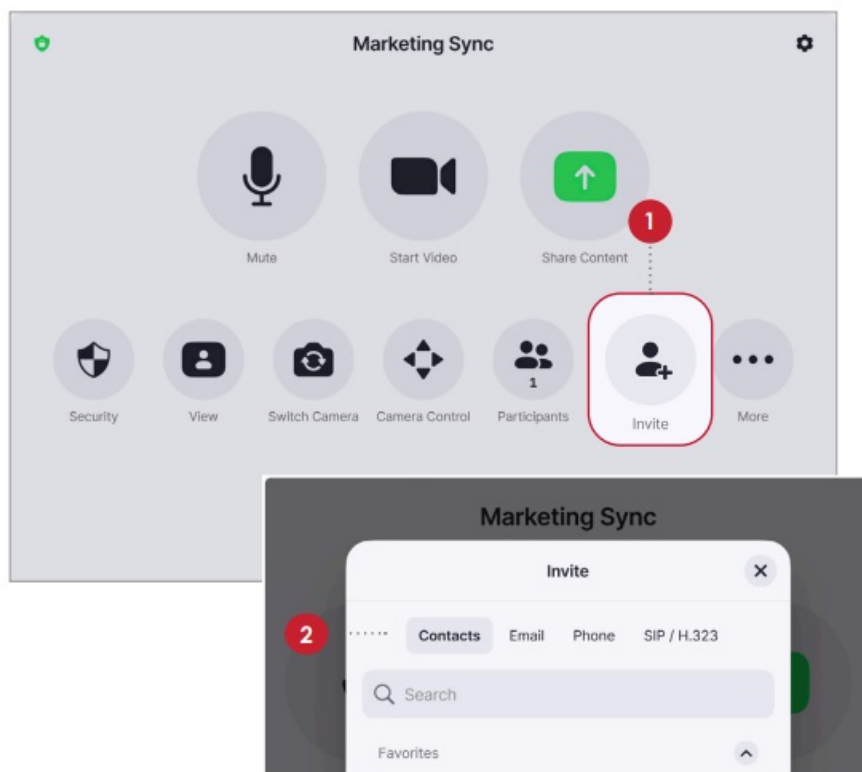 Marketing Sync
1
Mute Start Video Share Content
1
Security View Switch Camera Camera Control Participants Invite More
Marketing Sync
Invite
2 Contacts Email Phone SIP / H.323
Search
Favorites